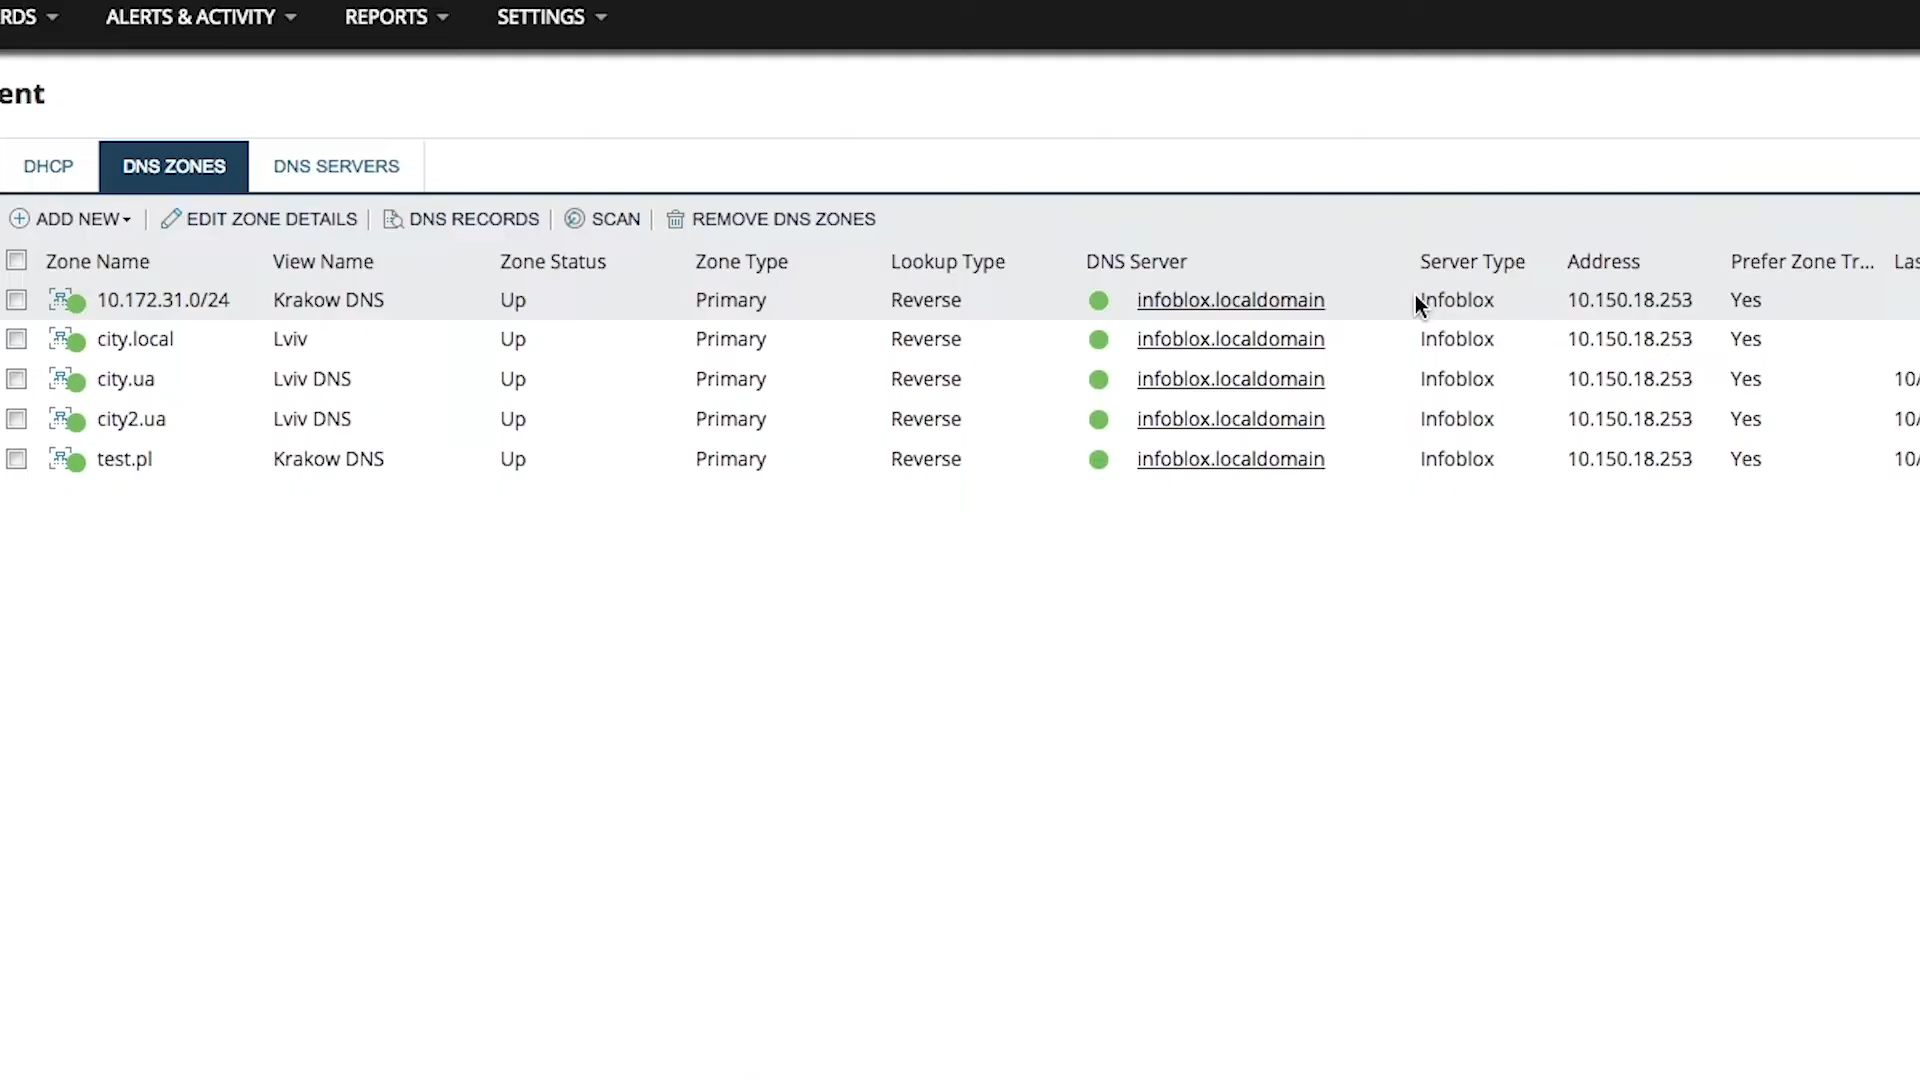 RDS ALERTS & ACTIVITY REPORTS SETTINGS
ent
DHCP DNS ZONES DNS SERVERS
ADD NEW EDIT ZONE DETAILS DNS RECORDS SCAN REMOVE DNS ZONES
Zone Name View Name Zone Status Zone Type Lookup Type DNS Server Server Type Address Prefer Zone Tr... Las
10.172.31.0/24 Krakow DNS Up Primary Reverse infoblox.localdomain Infoblox 10.150.18.253 Yes
city.local Lviv Up Primary Reverse infoblox.localdomain Infoblox 10.150.18.253 Yes
city.ua Lviv DNS Up Primary Reverse infoblox.localdomain Infoblox 10.150.18.253 Yes 10/
city2.ua Lviv DNS Up Primary Reverse infoblox.localdomain Infoblox 10.150.18.253 Yes 10/
test.pl Krakow DNS Up Primary Reverse infoblox.localdomain Infoblox 10.150.18.253 Yes 10/